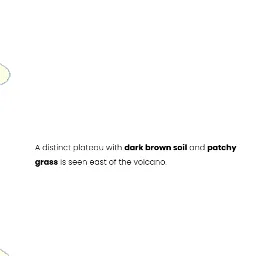 A distinct plateau with dark brown soil and patchy
grass is seen east of the volcano.